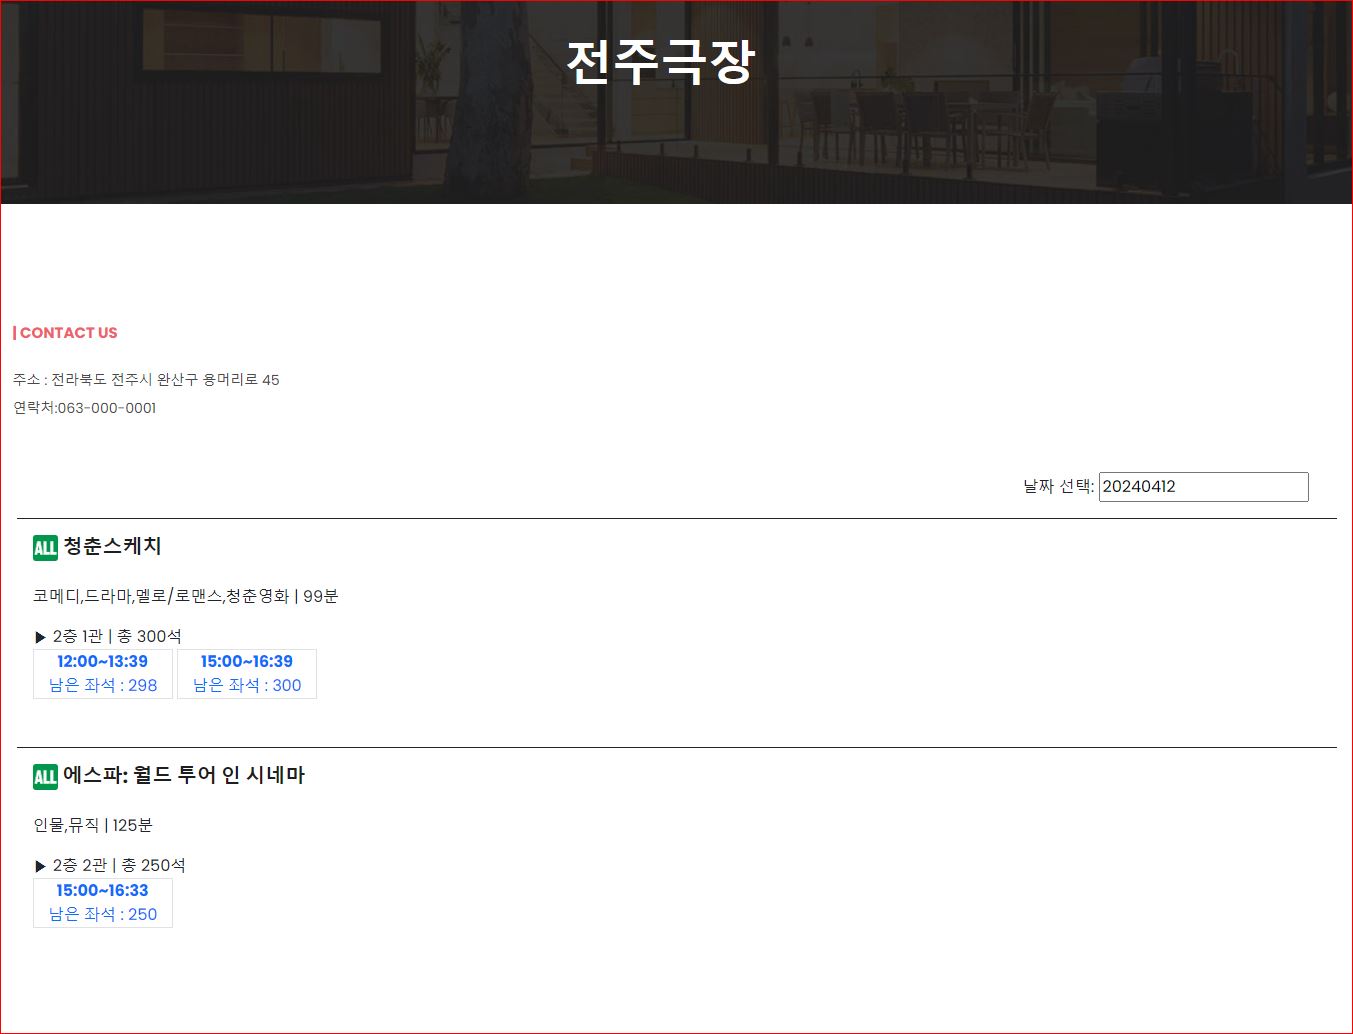 전주극장
| CONTACT US
주소 : 전라북도 전주시 완산구 용머리로 45
연락처:063-000-0001
날짜 선택: 20240412
ALL 청춘스케치
코메디,드라마,멜로/로맨스,청춘영화 | 99분
▶ 2층 1관 | 총 300석
12:00~13:39 15:00~16:39
남은 좌석 : 298 남은 좌석 : 300
ALL 에스파: 월드 투어 인 시네마
인물,뮤직 | 125분
▶ 2층 2관 | 총 250석
15:00~16:33
남은 좌석 : 250